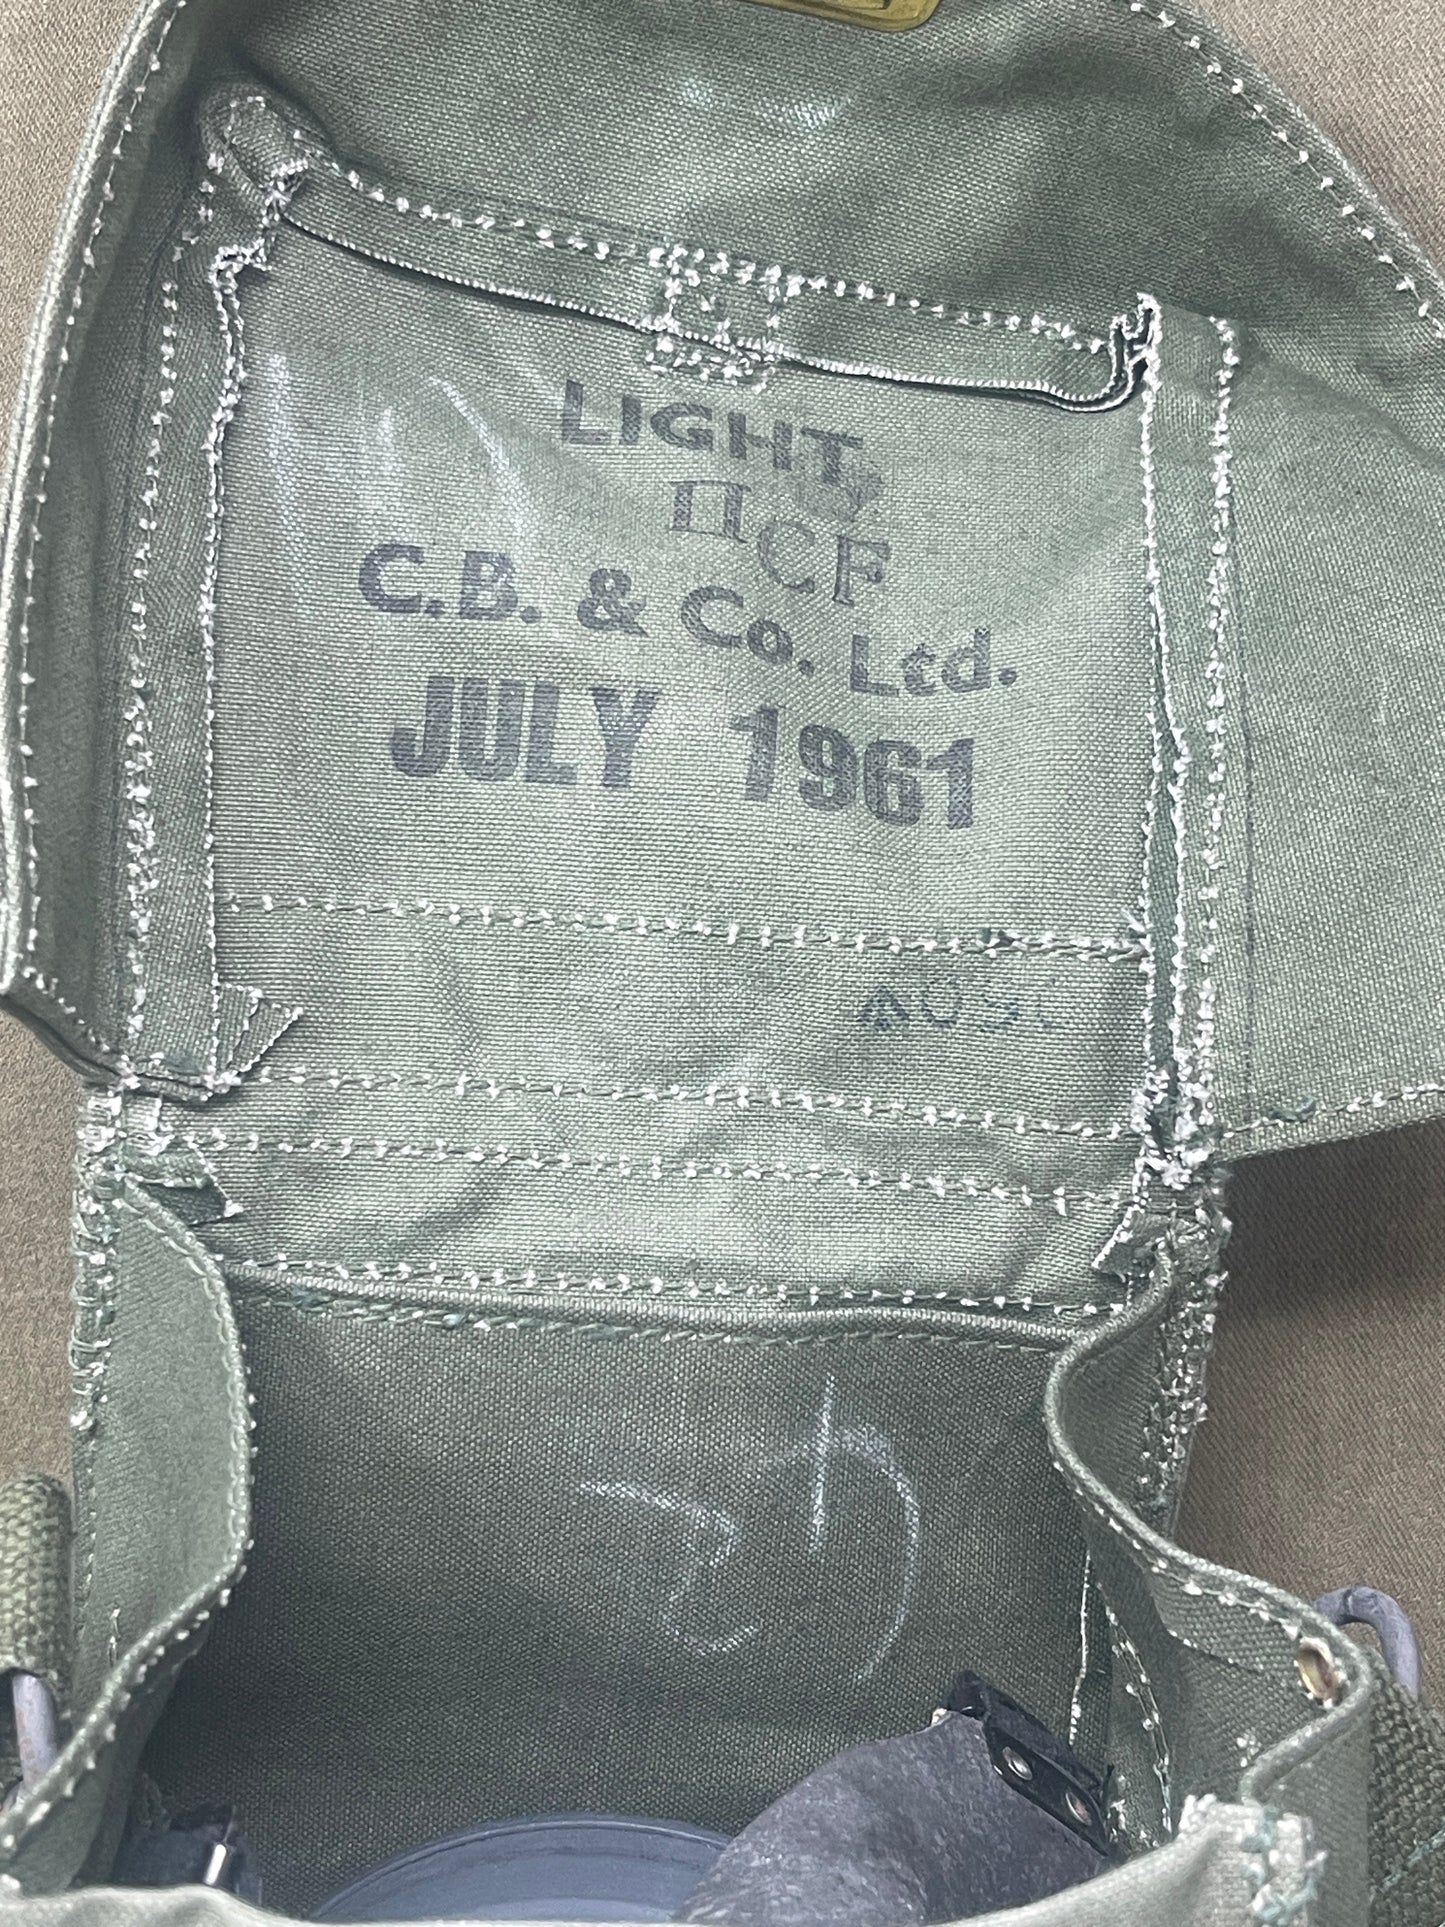 LIGHT
II CF
C.B. & Co. Ltd.
JULY 1961